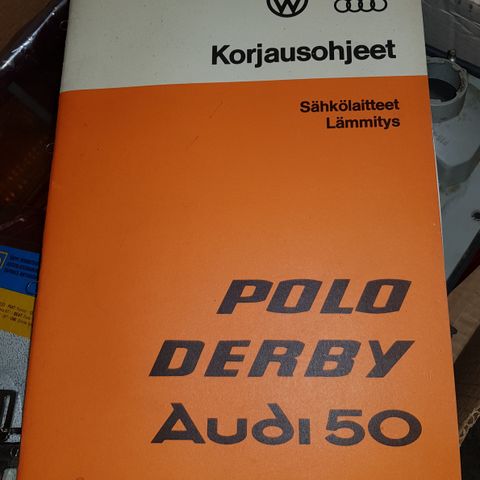 Korjausohjeet
Sähkölaitteet
Lämmitys
POLO
DERBY
Audi 50